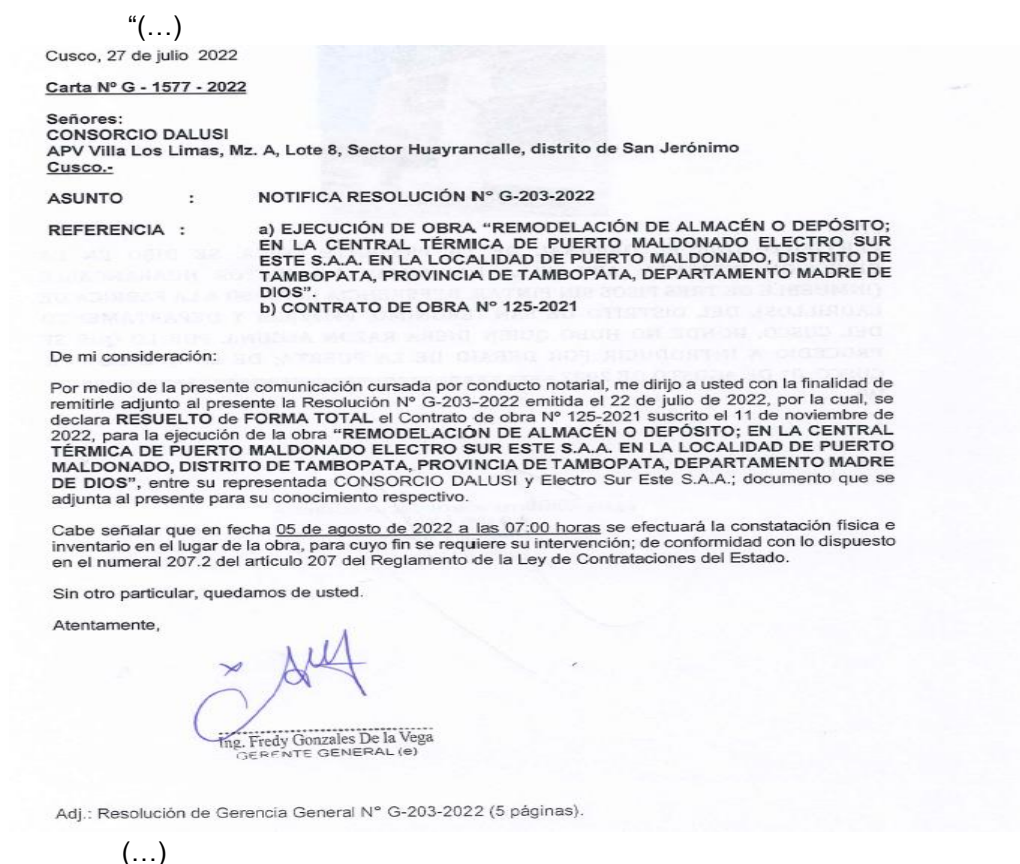 “(…)
Cusco, 27 de julio 2022
Carta Nº G - 1577 - 2022
Señores:
CONSORCIO DALUSI
APV Villa Los Limas, Mz. A, Lote 8, Sector Huayrancalle, distrito de San Jerónimo
Cusco.-
ASUNTO : NOTIFICA RESOLUCIÓN Nº G-203-2022
REFERENCIA : a) EJECUCIÓN DE OBRA “REMODELACIÓN DE ALMACÉN O DEPÓSITO;
EN LA CENTRAL TÉRMICA DE PUERTO MALDONADO ELECTRO SUR
ESTE S.A.A. EN LA LOCALIDAD DE PUERTO MALDONADO, DISTRITO DE
TAMBOPATA, PROVINCIA DE TAMBOPATA, DEPARTAMENTO MADRE DE
DIOS”.
b) CONTRATO DE OBRA Nº 125-2021
De mi consideración:
Por medio de la presente comunicación cursada por conducto notarial, me dirijo a usted con la finalidad de
remitirle adjunto al presente la Resolución Nº G-203-2022 emitida el 22 de julio de 2022, por la cual, se
declara RESUELTO de FORMA TOTAL el Contrato de obra Nº 125-2021 suscrito el 11 de noviembre de
2022, para la ejecución de la obra “REMODELACIÓN DE ALMACÉN O DEPÓSITO; EN LA CENTRAL
TÉRMICA DE PUERTO MALDONADO ELECTRO SUR ESTE S.A.A. EN LA LOCALIDAD DE PUERTO
MALDONADO, DISTRITO DE TAMBOPATA, PROVINCIA DE TAMBOPATA, DEPARTAMENTO MADRE
DE DIOS”, entre su representada CONSORCIO DALUSI y Electro Sur Este S.A.A.; documento que se
adjunta al presente para su conocimiento respectivo.
Cabe señalar que en fecha 05 de agosto de 2022 a las 07:00 horas se efectuará la constatación física e
inventario en el lugar de la obra, para cuyo fin se requiere su intervención; de conformidad con lo dispuesto
en el numeral 207.2 del artículo 207 del Reglamento de la Ley de Contrataciones del Estado.
Sin otro particular, quedamos de usted.
Atentamente,
Ing. Fredy Gonzales De la Vega
GERENTE GENERAL (e)
Adj.: Resolución de Gerencia General Nº G-203-2022 (5 páginas).
(…)